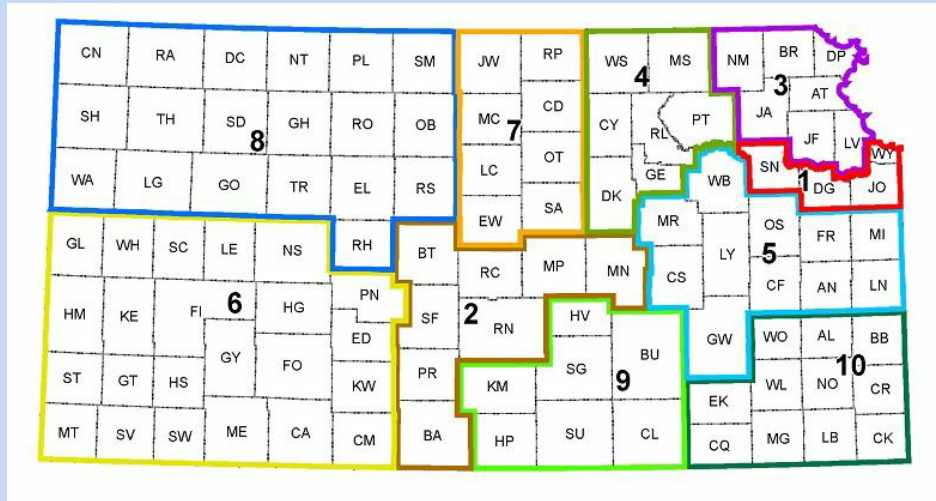 CN RA DC NT PL SM JW RP WS MS NM BR DP
4
3
SH TH SD GH RO OB MC CD CY RL PT JA AT
8
7
JF LV WY
WA LG GO TR EL RS LC OT DK GE WB SN DG JO
1
EW SA MR
GL WH SC LE NS RH BT RC MP MN CS LY OS FR MI
5
HM KE FI HG PN SF RN HV GW CF AN LN
6
2
GY FO ED SG BU WO AL BB
ST GT HS KW PR KM EK WL NO CR
9
10
MT SV SW ME CA CM BA HP SU CL CQ MG LB CK